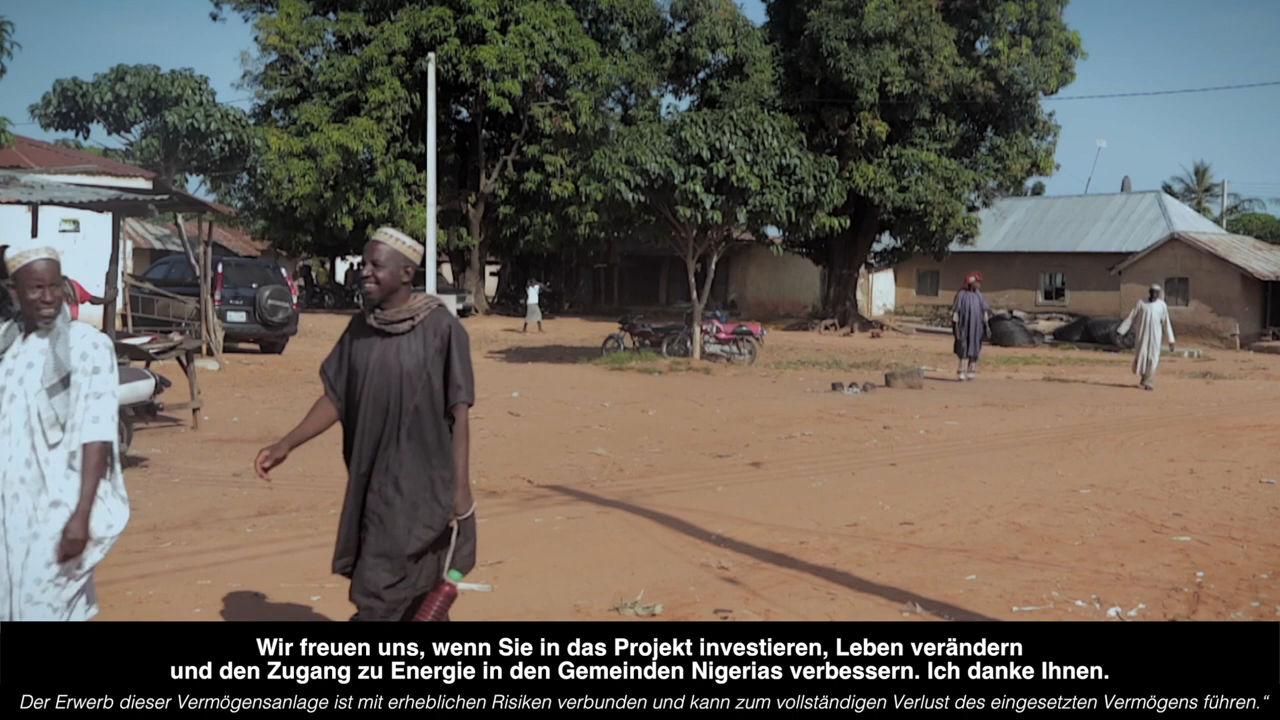 Wir freuen uns, wenn Sie in das Projekt investieren, Leben verändern
und den Zugang zu Energie in den Gemeinden Nigerias verbessern. Ich danke Ihnen.
Der Erwerb dieser Vermögensanlage ist mit erheblichen Risiken verbunden und kann zum vollständigen Verlust des eingesetzten Vermögens führen.“